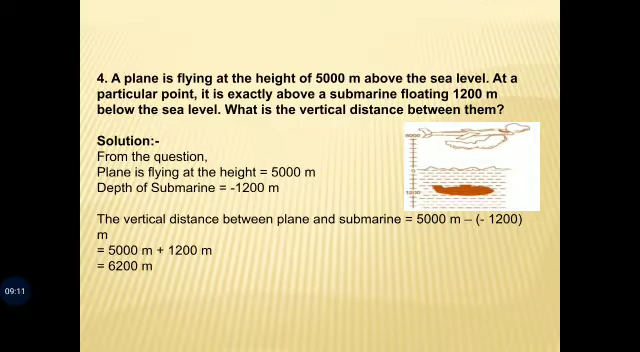 4. A plane is flying at the height of 5000 m above the sea level. At a
particular point, it is exactly above a submarine floating 1200 m
below the sea level. What is the vertical distance between them?
Solution:-
From the question,
Plane is flying at the height = 5000 m
Depth of Submarine = -1200 m
5000
0
1200
The vertical distance between plane and submarine = 5000 m – (- 1200)
m
= 5000 m + 1200 m
= 6200 m
09:11